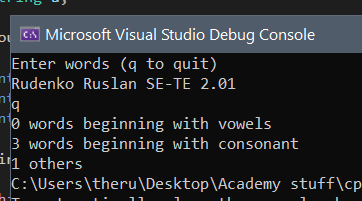 tring
Microsoft Visual Studio Debug Console
Enter words (q to quit)
Rudenko Ruslan SE-TE 2.01
q
0 words beginning with vowels
3 words beginning with consonant
1 others
C:\Users\theru\Desktop\Academy stuff\cp